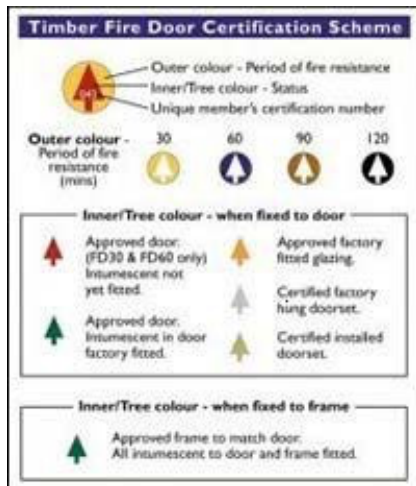 Timber Fire Door Certification Scheme
Outer colour - Period of fire resistance
Inner/Tree colour - Status
Unique member's certification number
043
Outer colour -
Period of fire
resistance
(mins)
30 60 90 120
Inner/Tree colour - when fixed to door
Approved door.
(FD30 & FD60 only)
Intumescent not
yet fitted.
Approved door.
Intumescent in door
factory fitted.
Approved factory
fitted glazing.
Certified factory
hung doorset.
Certified installed
doorset.
Inner/Tree colour - when fixed to frame
Approved frame to match door.
All intumescent to door and frame fitted.